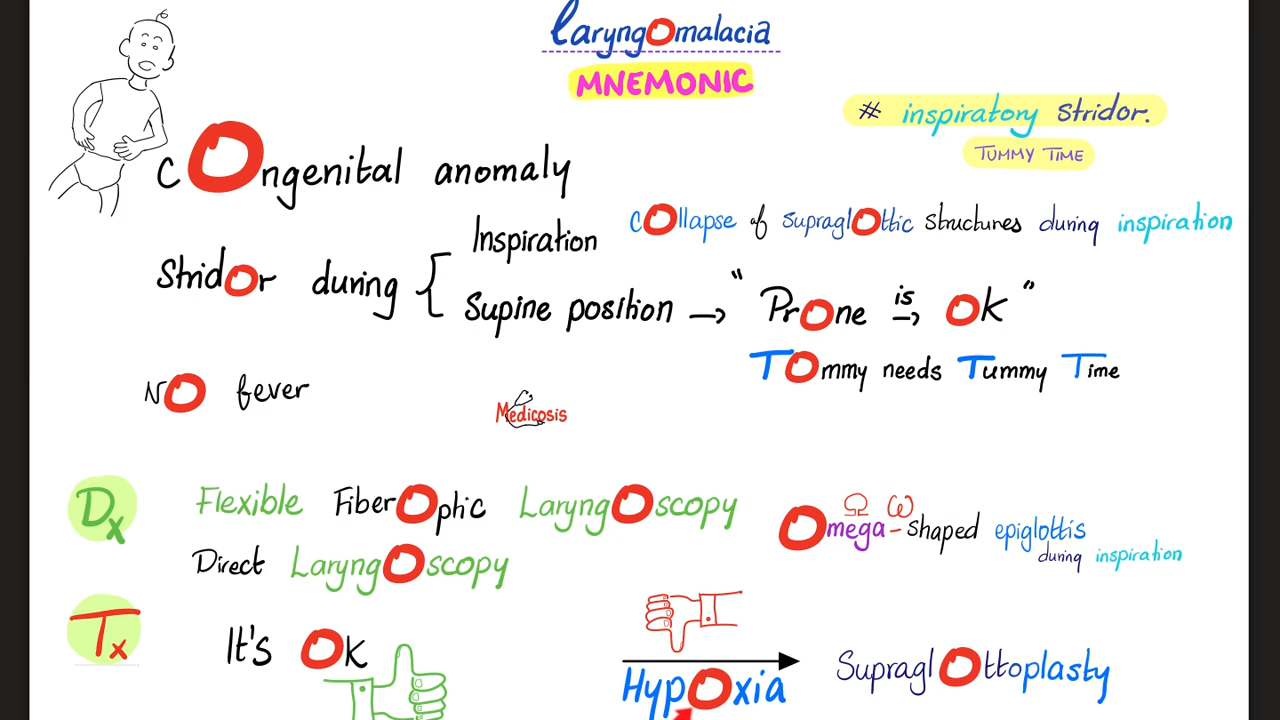 LaryngOmalacia
MNEMONIC
# inspiratory stridor.
TUMMY TIME
cOngenital anomaly
cOllapse of supraglOttic structures during inspiration
StridOr during { Inspiration
Supine position → "PrOne is → OK"
TOmmy needs Tummy Time
NO fever
Medicosis
Dx
Flexible FiberOptic LaryngOscopy
Direct LaryngOscopy
Ω ω
Omega-shaped epiglottis
during inspiration
Tx
It's OK
HypOxia
SupraglOttoplasty